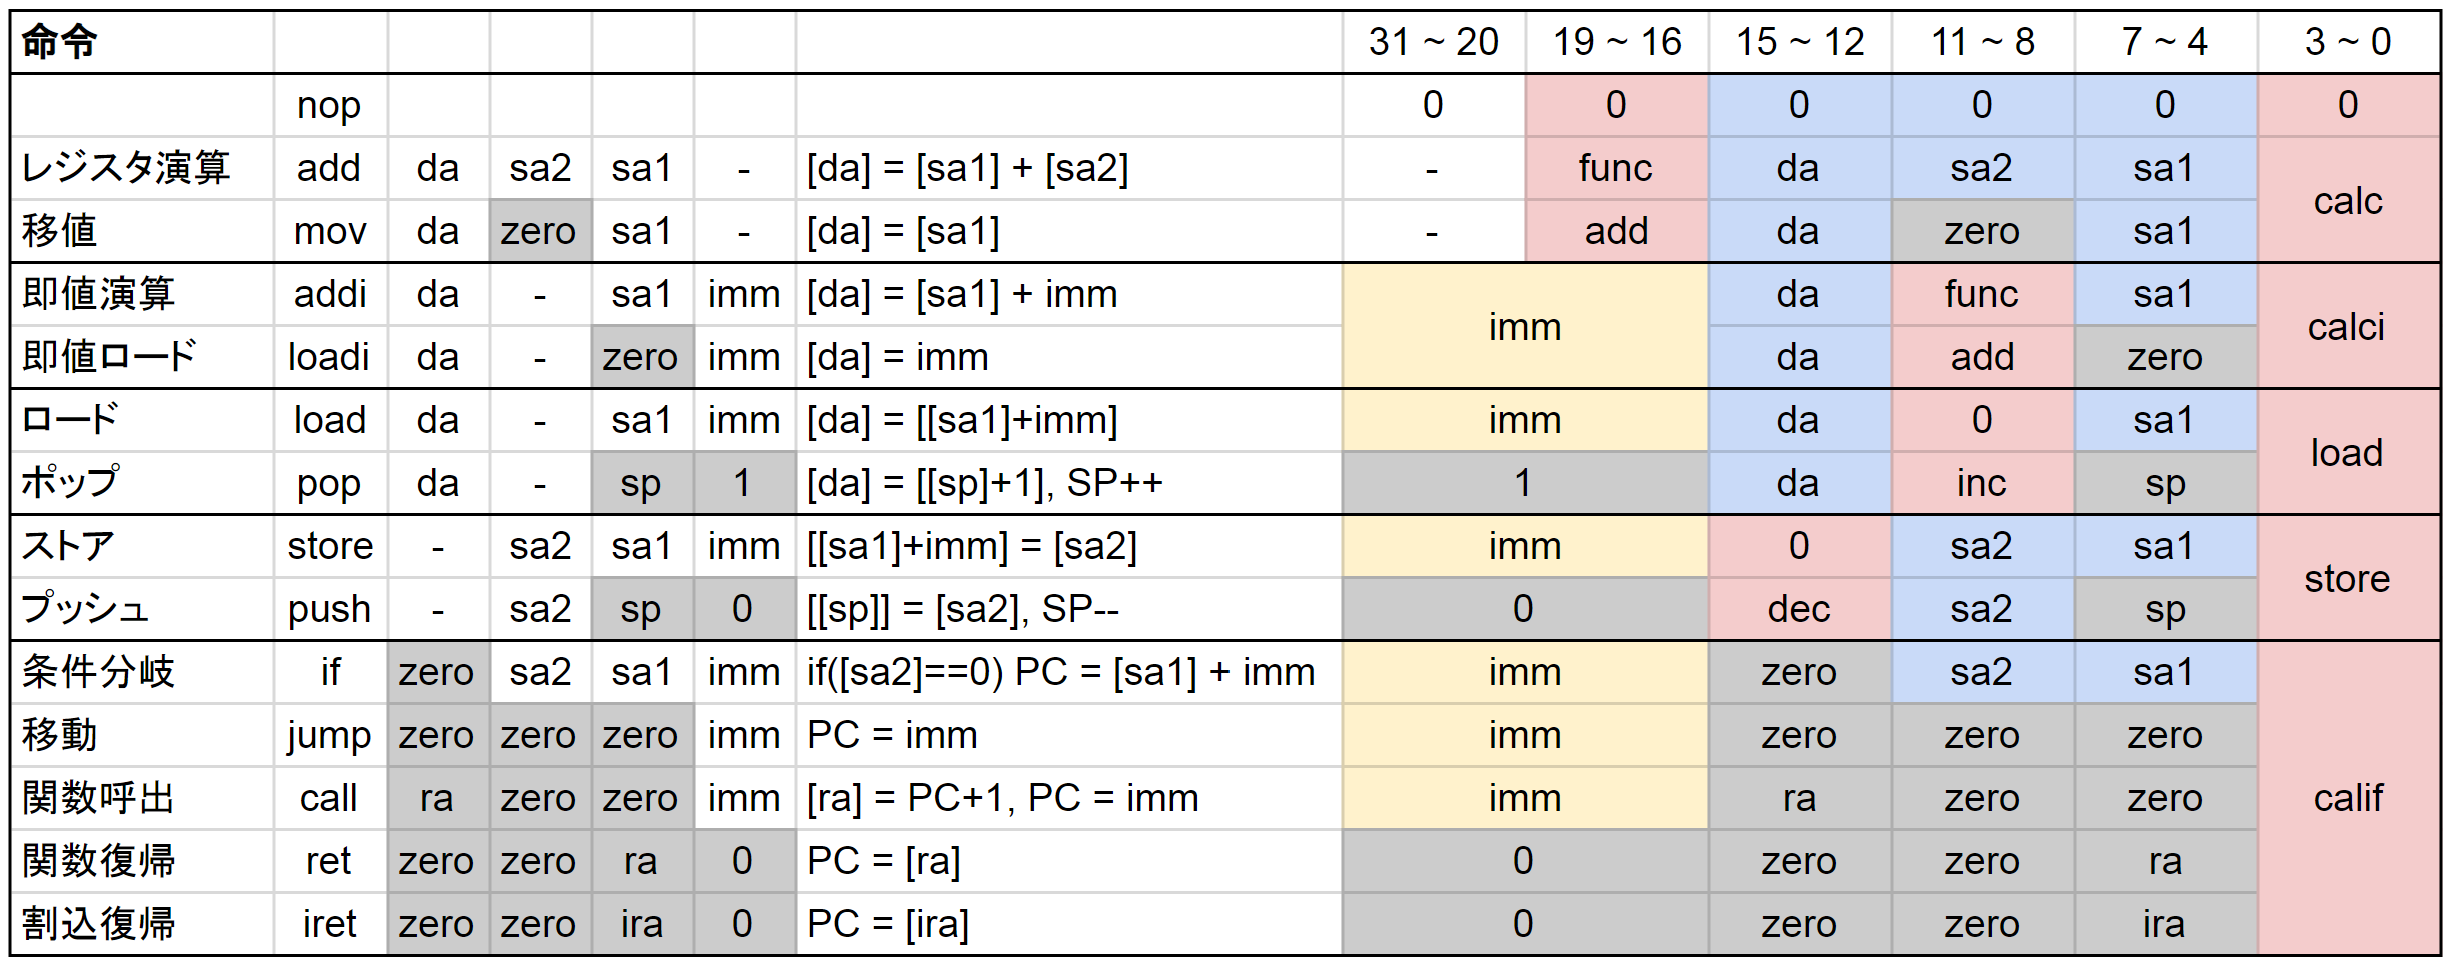 命令 31 ~ 20 19 ~ 16 15 ~ 12 11 ~ 8 7 ~ 4 3 ~ 0
nop 0 0 0 0 0 0
レジスタ演算 add da sa2 sa1 - [da] = [sa1] + [sa2] - func da sa2 sa1 calc
移値 mov da zero sa1 - [da] = [sa1] - add da zero sa1
即値演算 addi da - sa1 imm [da] = [sa1] + imm imm da func sa1 calci
即値ロード loadi da - zero imm [da] = imm da add zero
ロード load da - sa1 imm [da] = [[sa1]+imm] imm da 0 sa1 load
ポップ pop da - sp 1 [da] = [[sp]+1], SP++ 1 da inc sp
ストア store - sa2 sa1 imm [[sa1]+imm] = [sa2] imm 0 sa2 sa1 store
プッシュ push - sa2 sp 0 [[sp]] = [sa2], SP-- 0 dec sa2 sp
条件分岐 if zero sa2 sa1 imm if([sa2]==0) PC = [sa1] + imm imm zero sa2 sa1 calif
移動 jump zero zero zero imm PC = imm imm zero zero zero
関数呼出 call ra zero zero imm [ra] = PC+1, PC = imm imm ra zero zero
関数復帰 ret zero zero ra 0 PC = [ra] 0 zero zero ra
割込復帰 iret zero zero ira 0 PC = [ira] 0 zero zero ira